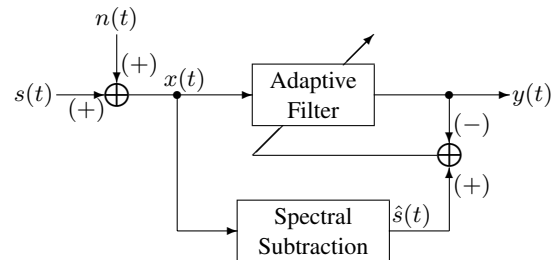 n(t)
(+)
s(t)
(+)
x(t)
Adaptive
Filter
y(t)
(−)
(+)
ŝ(t)
Spectral
Subtraction